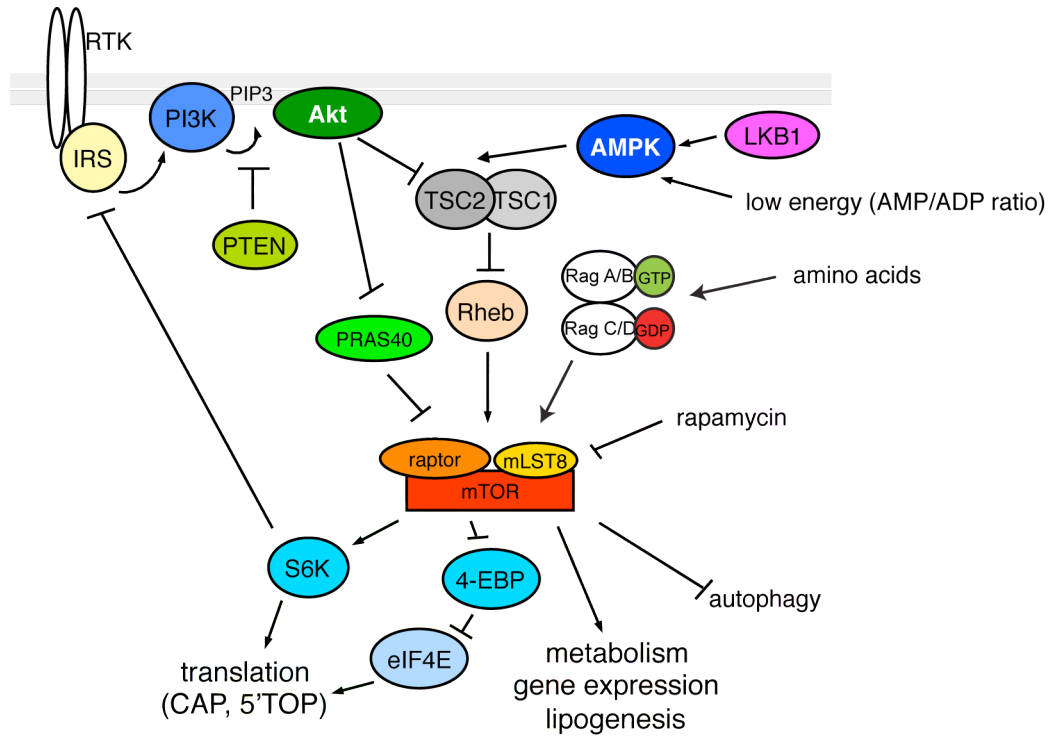 RTK
PIP3
PI3K
Akt
IRS
AMPK
LKB1
TSC2
TSC1
low energy (AMP/ADP ratio)
PTEN
Rag A/B
GTP
amino acids
Rheb
Rag C/D
GDP
PRAS40
rapamycin
raptor
mLST8
mTOR
S6K
4-EBP
autophagy
eIF4E
translation
(CAP, 5’TOP)
metabolism
gene expression
lipogenesis